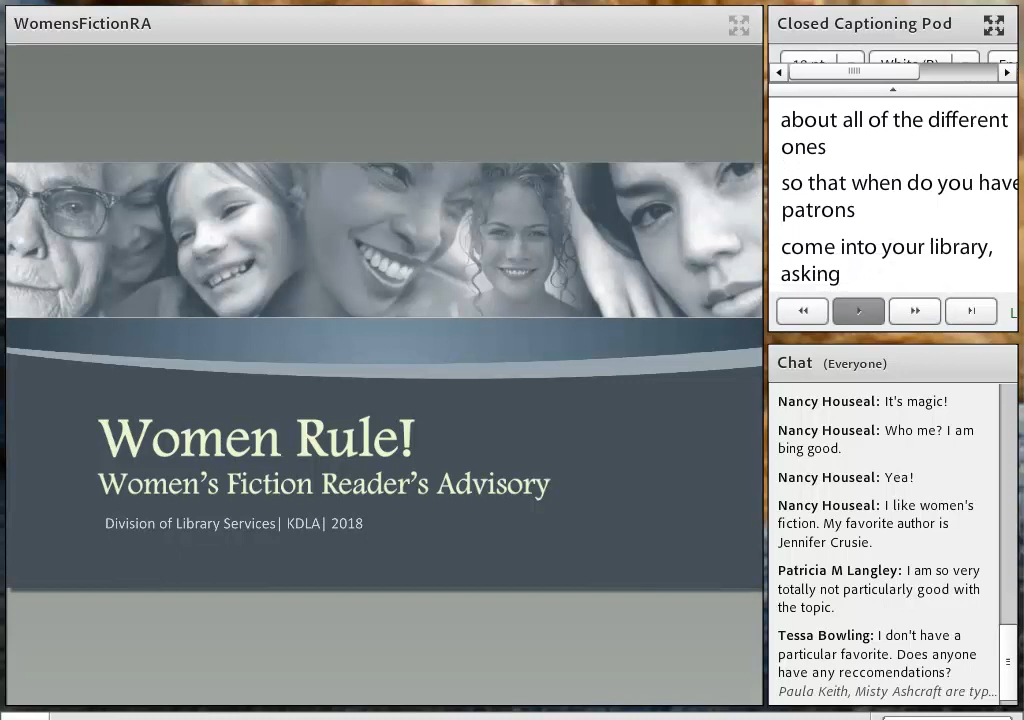 WomensFictionRA
Women Rule!
Women's Fiction Reader's Advisory
Division of Library Services| KDLA| 2018
Closed Captioning Pod
about all of the different
ones
so that when do you have
patrons
come into your library,
asking
Chat (Everyone)
Nancy Houseal: It's magic!
Nancy Houseal: Who me? I am
bing good.
Nancy Houseal: Yea!
Nancy Houseal: I like women's
fiction. My favorite author is
Jennifer Crusie.
Patricia M Langley: I am so very
totally not particularly good with
the topic.
Tessa Bowling: I don't have a
particular favorite. Does anyone
have any reccomendations?
Paula Keith, Misty Ashcraft are typ...